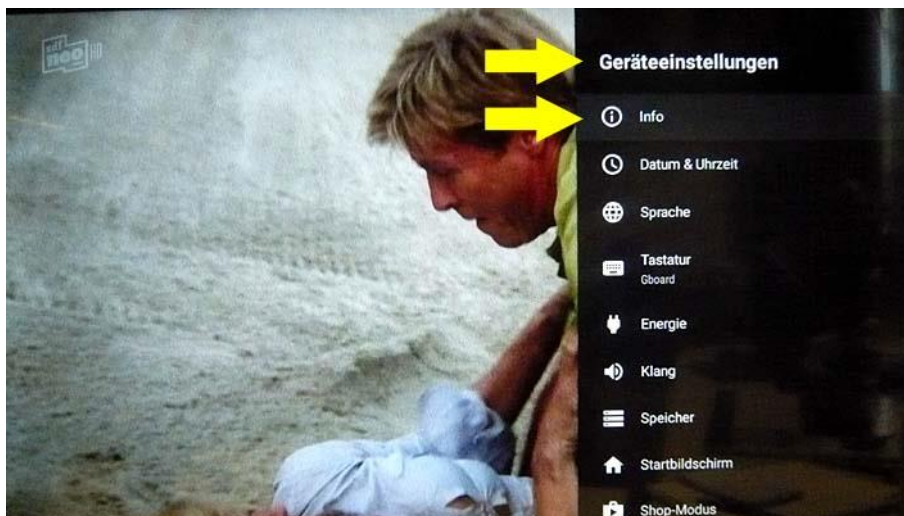 zdf
neo HD
Geräteeinstellungen
Info
Datum & Uhrzeit
Sprache
Tastatur
Gboard
Energie
Klang
Speicher
Startbildschirm
Shop-Modus